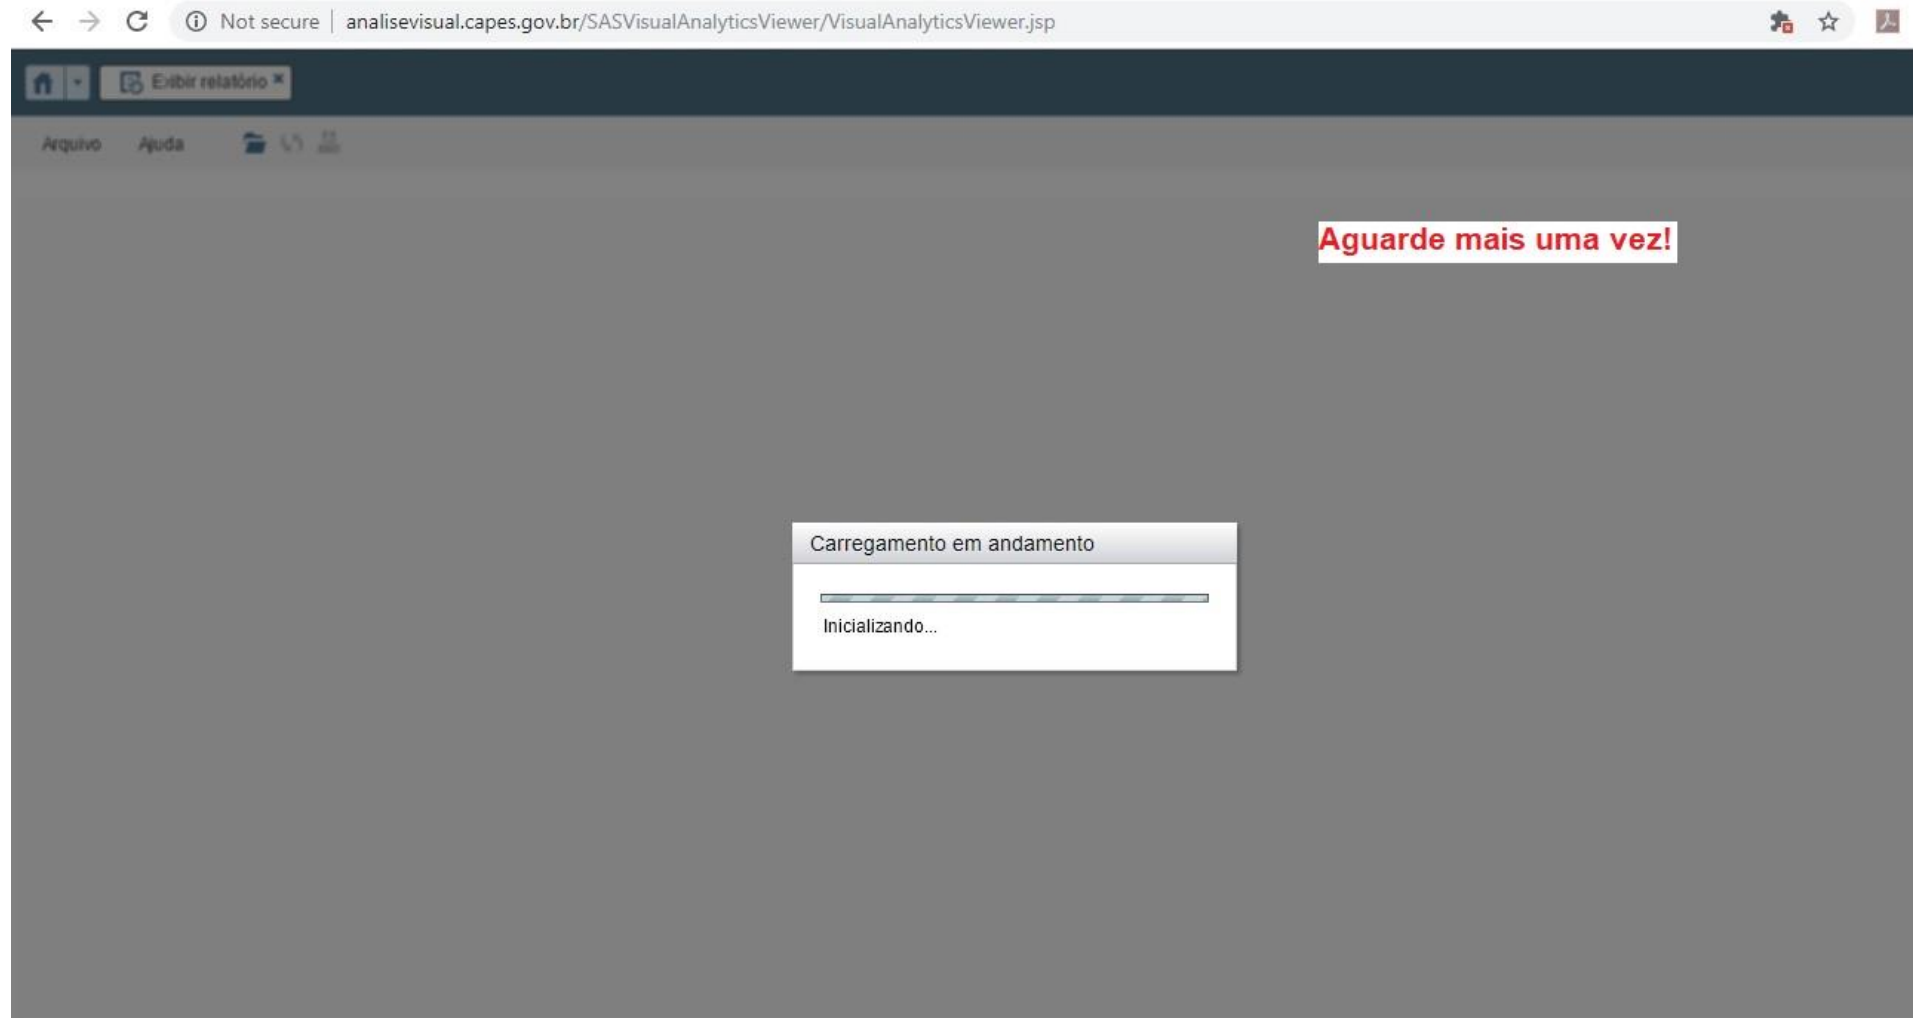 Not secure | analisevisual.capes.gov.br/SASVisualAnalyticsViewer/VisualAnalyticsViewer.jsp
Exibir relatório
Arquivo Ajuda
Aguarde mais uma vez!
Carregamento em andamento
Inicializando...